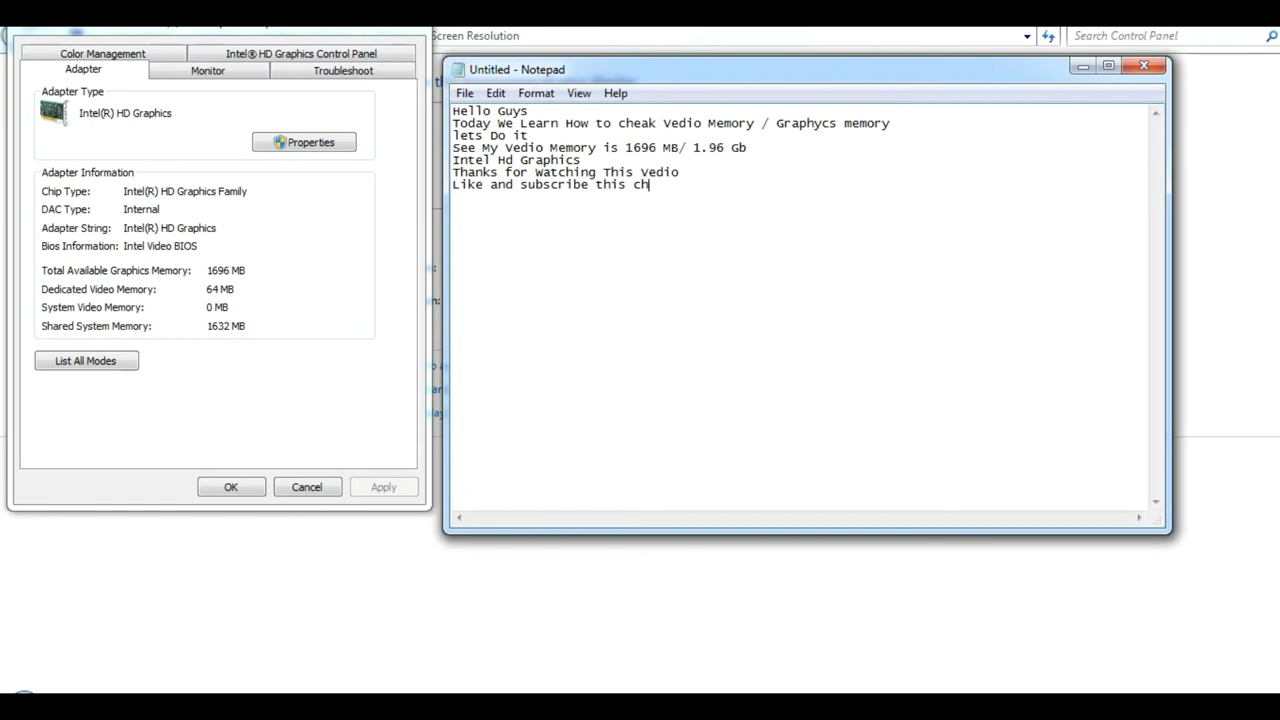 Screen Resolution
Search Control Panel
Color Management
Intel® HD Graphics Control Panel
Adapter
Monitor
Troubleshoot
Adapter Type
Intel(R) HD Graphics
Properties
Adapter Information
Chip Type: Intel(R) HD Graphics Family
DAC Type: Internal
Adapter String: Intel(R) HD Graphics
Bios Information: Intel Video BIOS
Total Available Graphics Memory: 1696 MB
Dedicated Video Memory: 64 MB
System Video Memory: 0 MB
Shared System Memory: 1632 MB
List All Modes
OK
Cancel
Apply
Untitled - Notepad
File Edit Format View Help
Hello Guys
Today We Learn How to cheak Vedio Memory / Graphycs memory
lets Do it
See My Vedio Memory is 1696 MB/ 1.96 Gb
Intel Hd Graphics
Thanks for Watching This Vedio
Like and subscribe this ch